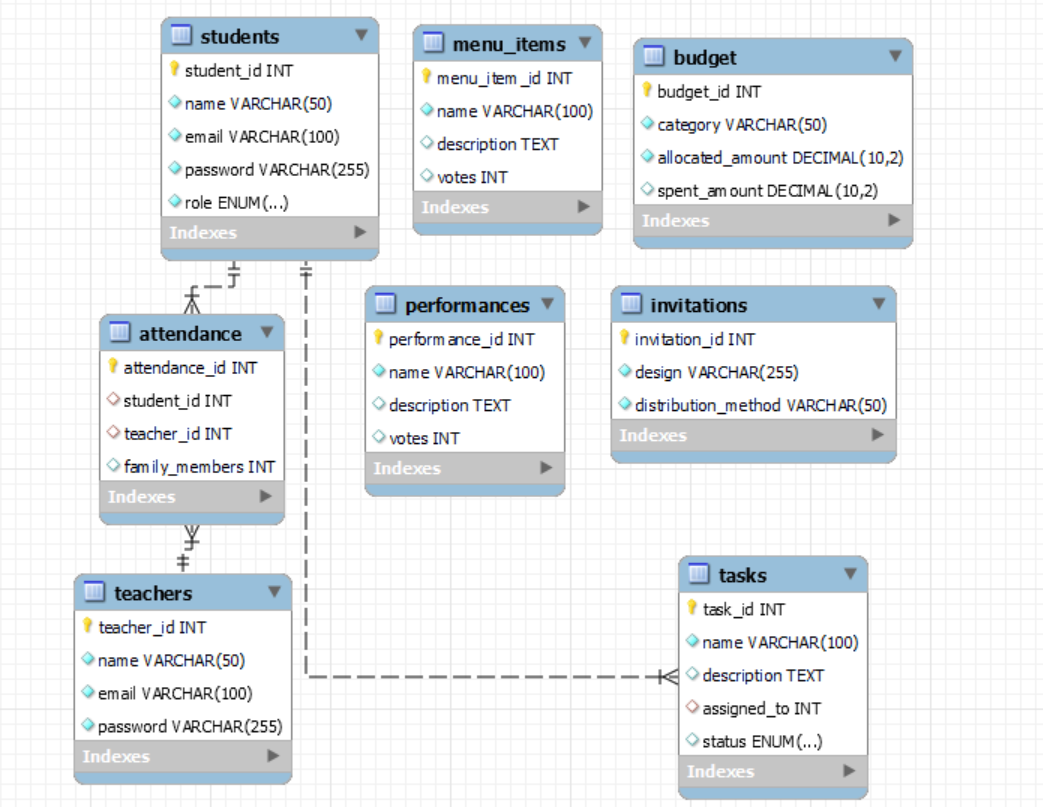 students
student_id INT
name VARCHAR(50)
email VARCHAR(100)
password VARCHAR(255)
role ENUM(...)
Indexes
menu_items
menu_item_id INT
name VARCHAR(100)
description TEXT
votes INT
Indexes
budget
budget_id INT
category VARCHAR(50)
allocated_amount DECIMAL(10,2)
spent_amount DECIMAL(10,2)
Indexes
attendance
attendance_id INT
student_id INT
teacher_id INT
family_members INT
Indexes
performances
performance_id INT
name VARCHAR(100)
description TEXT
votes INT
Indexes
invitations
invitation_id INT
design VARCHAR(255)
distribution_method VARCHAR(50)
Indexes
teachers
teacher_id INT
name VARCHAR(50)
email VARCHAR(100)
password VARCHAR(255)
Indexes
tasks
task_id INT
name VARCHAR(100)
description TEXT
assigned_to INT
status ENUM(...)
Indexes